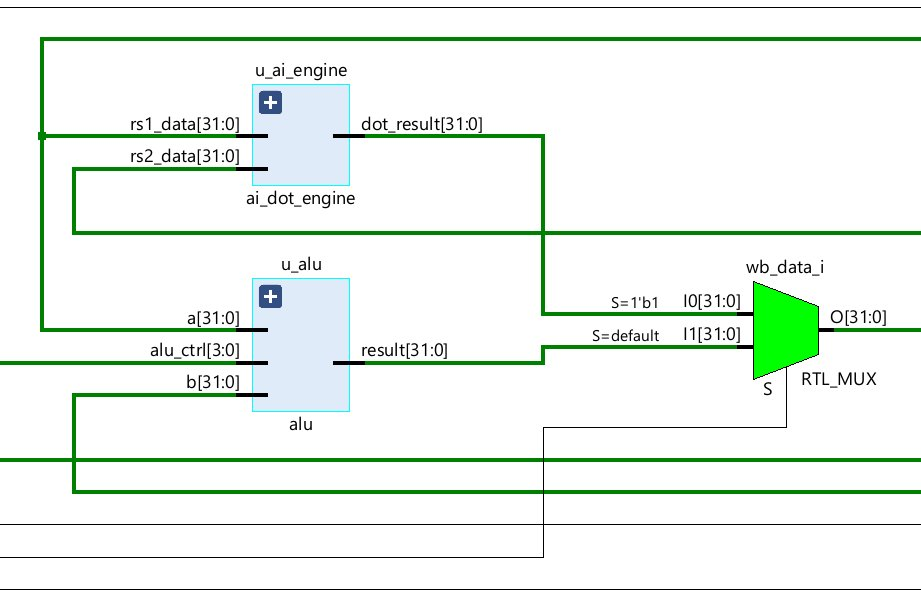 u_ai_engine
rs1_data[31:0]
dot_result[31:0]
rs2_data[31:0]
ai_dot_engine
u_alu
wb_data_i
a[31:0]
S=1'b1
I0[31:0]
O[31:0]
alu_ctrl[3:0]
result[31:0]
S=default
I1[31:0]
b[31:0]
S
RTL_MUX
alu